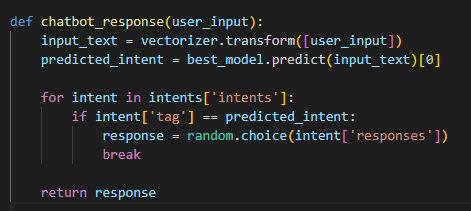 def chatbot_response(user_input):
    input_text = vectorizer.transform([user_input])
    predicted_intent = best_model.predict(input_text)[0]

    for intent in intents['intents']:
        if intent['tag'] == predicted_intent:
            response = random.choice(intent['responses'])
            break

    return response